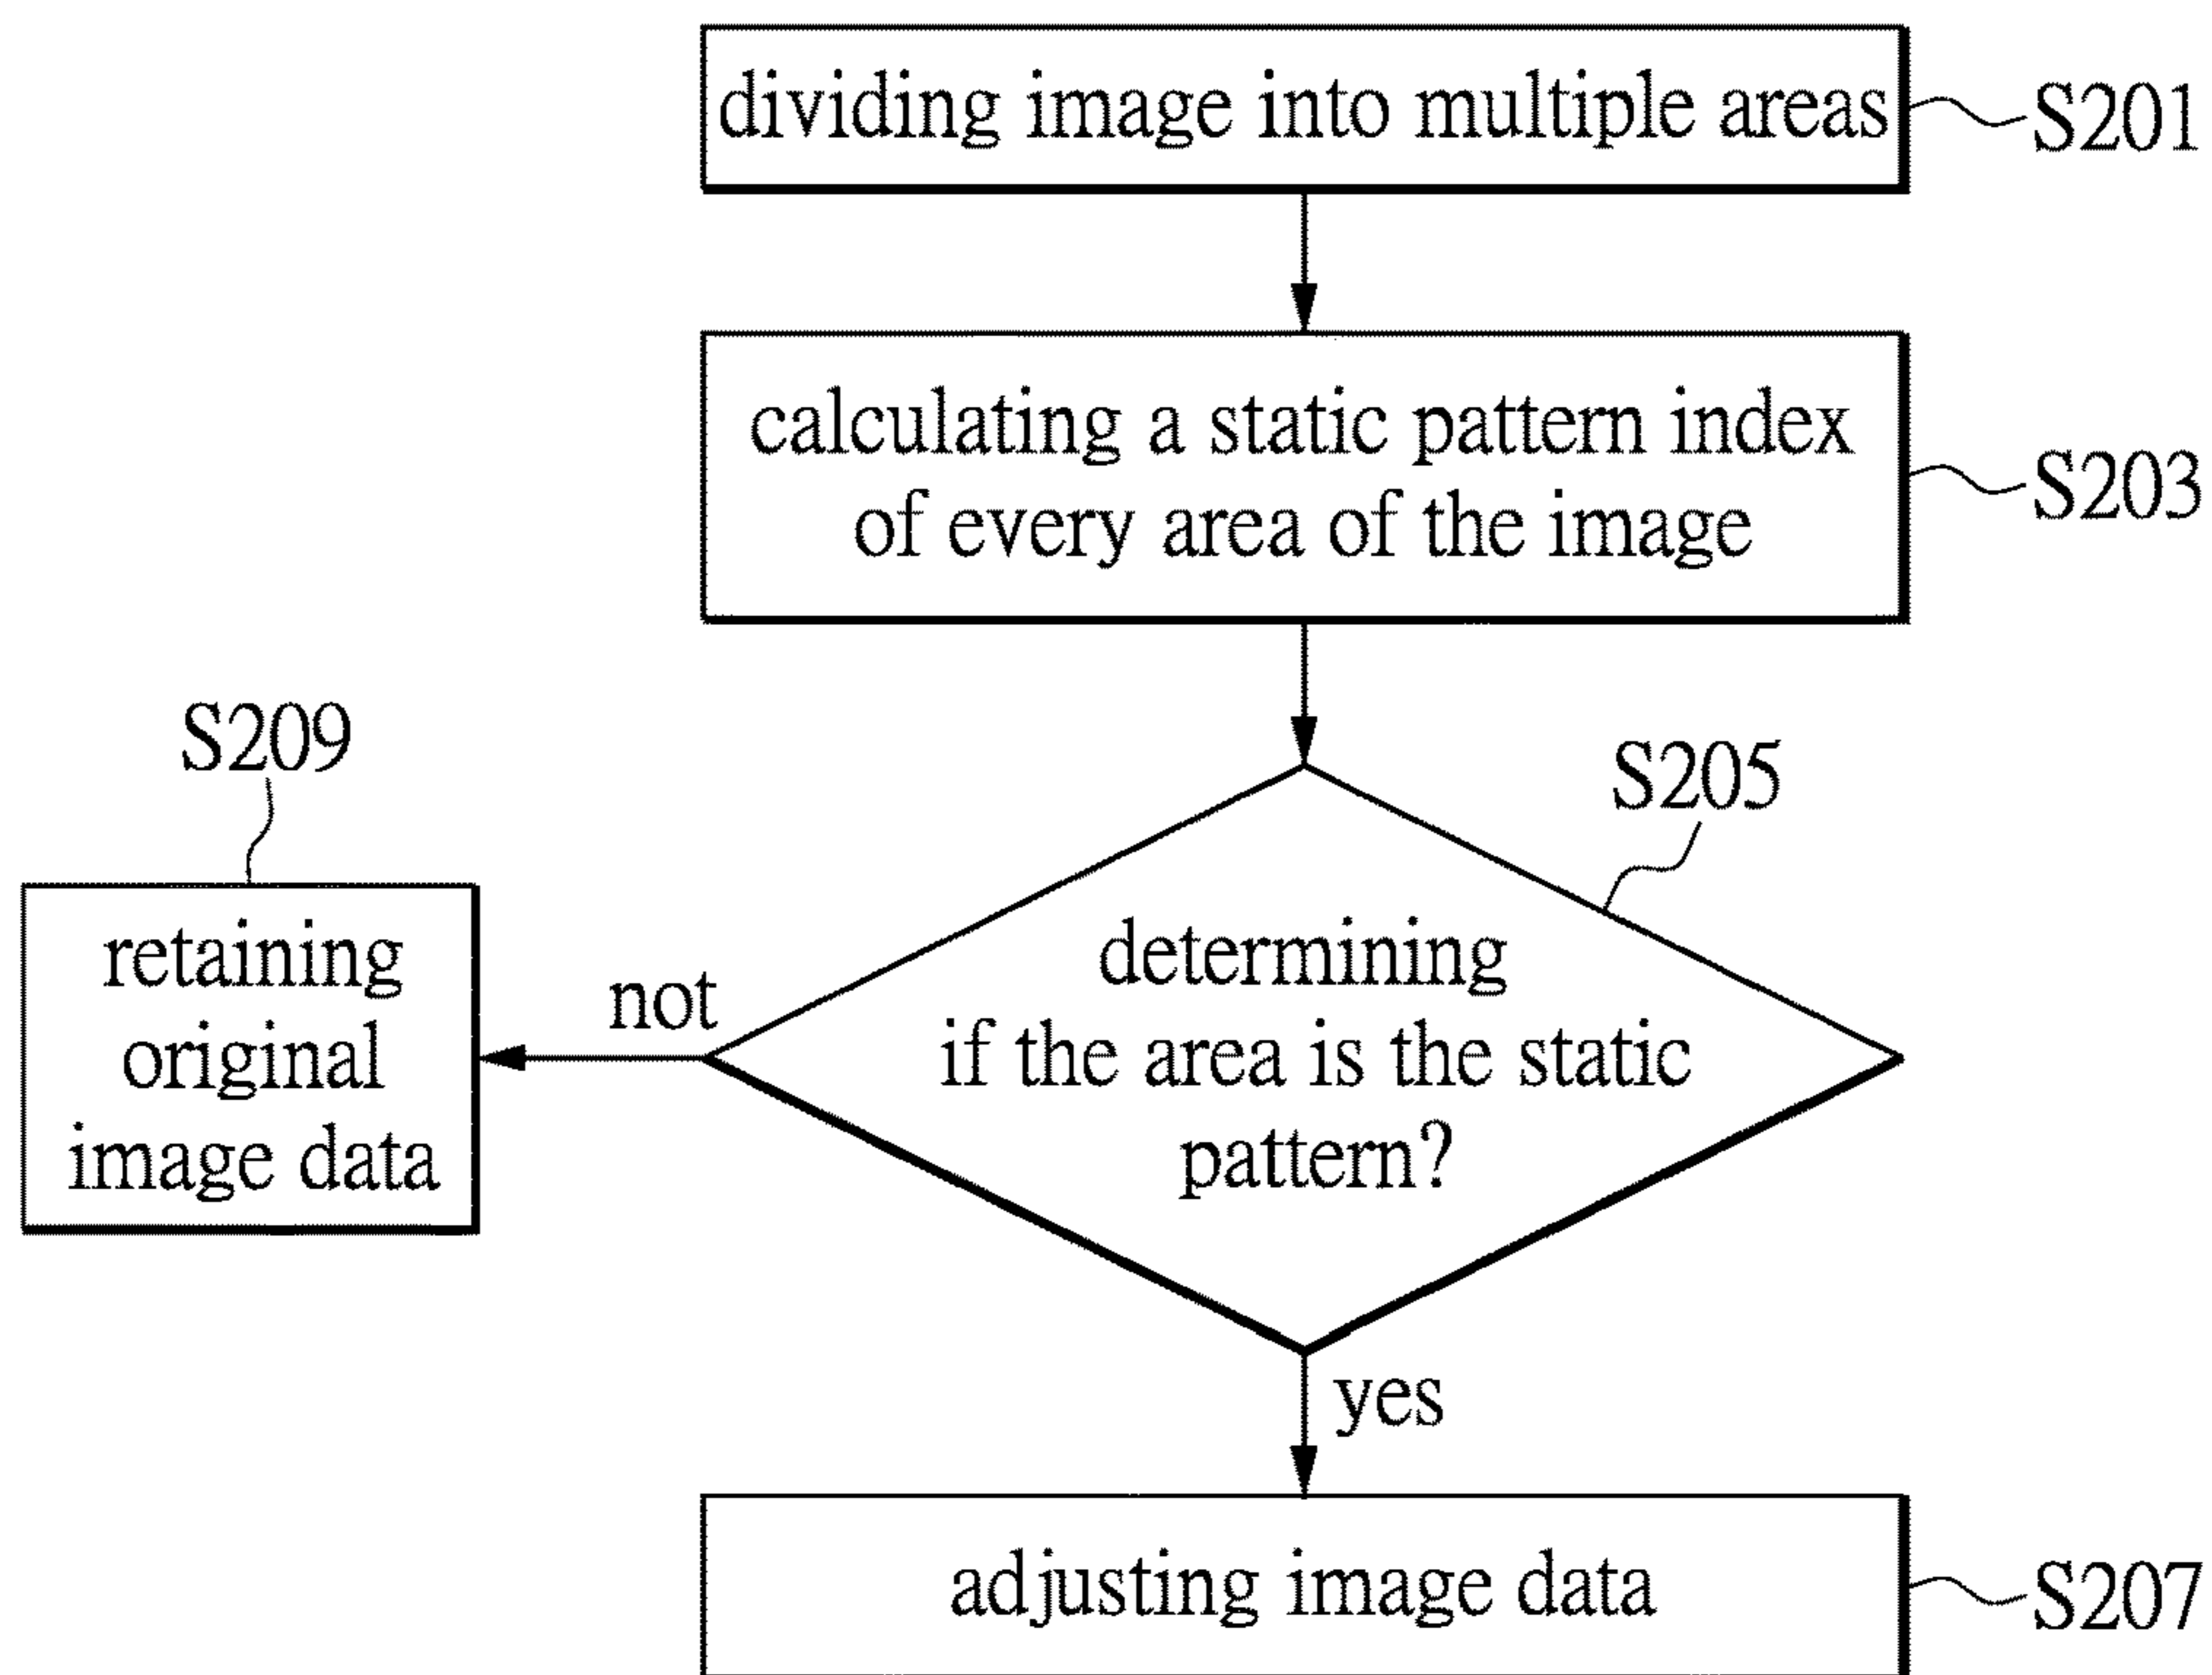 dividing image into multiple areas
S201
calculating a static pattern index
of every area of the image
S203
S209
S205
retaining
original
image data
not
determining
if the area is the static
pattern?
yes
adjusting image data
S207